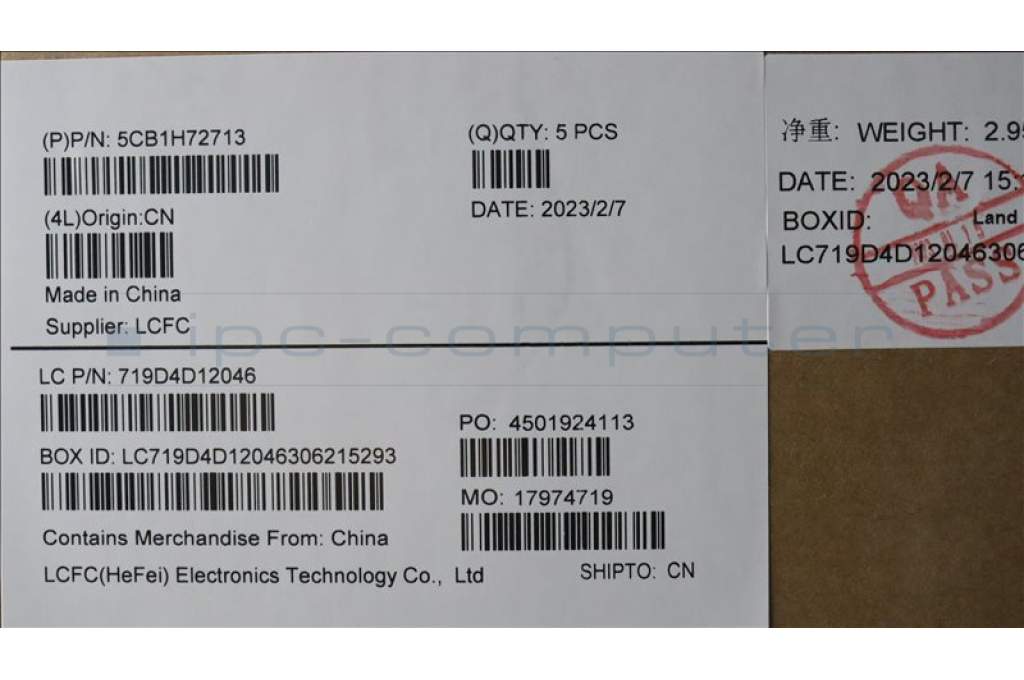 (P)P/N: 5CB1H72713
(Q)QTY: 5 PCS
(4L)Origin:CN
DATE: 2023/2/7
Made in China
Supplier: LCFC
LC P/N: 719D4D12046
PO: 4501924113
BOX ID: LC719D4D12046306215293
MO: 17974719
Contains Merchandise From: China
LCFC(HeFei) Electronics Technology Co., Ltd
SHIPTO: CN
净重: WEIGHT: 2.9
DATE: 2023/2/7 15:
BOXID: Land
LC719D4D12046306
QA
PASS
ipc-computer